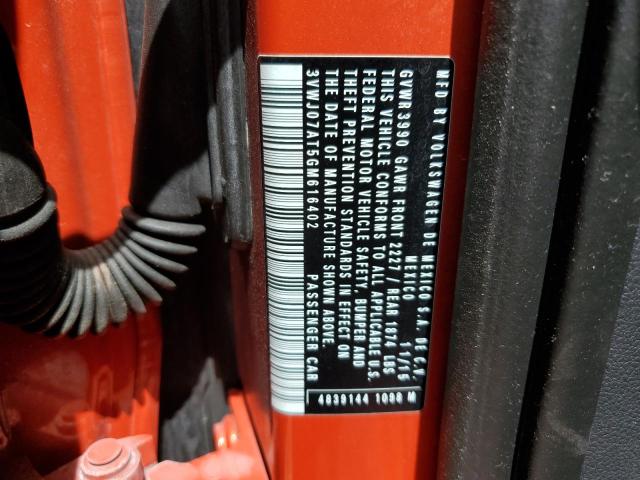 MFD BY VOLKSWAGEN DE MEXICO S.A. DE C.V.
MEXICO 11/15
GVWR 3990 GAWR FRONT 2227/REAR 1874 LBS
THIS VEHICLE CONFORMS TO ALL APPLICABLE U.S.
FEDERAL MOTOR VEHICLE SAFETY, BUMPER AND
THEFT PREVENTION STANDARDS IN EFFECT ON
THE DATE OF MANUFACTURE SHOWN ABOVE.
3VWJ07AT5GM616402 PASSENGER CAR
4839144 1098 M